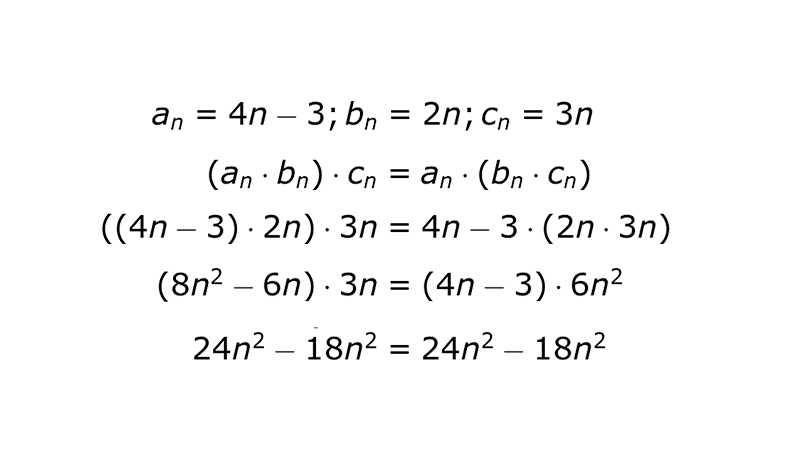 aₙ = 4n − 3; bₙ = 2n; cₙ = 3n
(aₙ · bₙ) · cₙ = aₙ · (bₙ · cₙ)
((4n − 3) · 2n) · 3n = 4n − 3 · (2n · 3n)
(8n² − 6n) · 3n = (4n − 3) · 6n²
24n² − 18n² = 24n² − 18n²